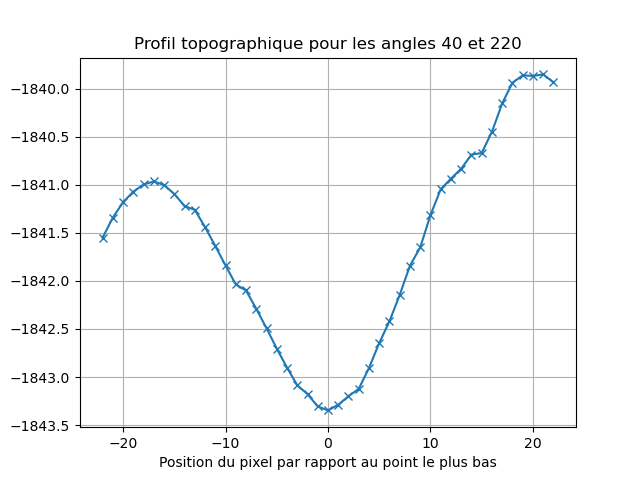 Profil topographique pour les angles 40 et 220
−1840.0
−1840.5
−1841.0
−1841.5
−1842.0
−1842.5
−1843.0
−1843.5
−20 −10 0 10 20
Position du pixel par rapport au point le plus bas